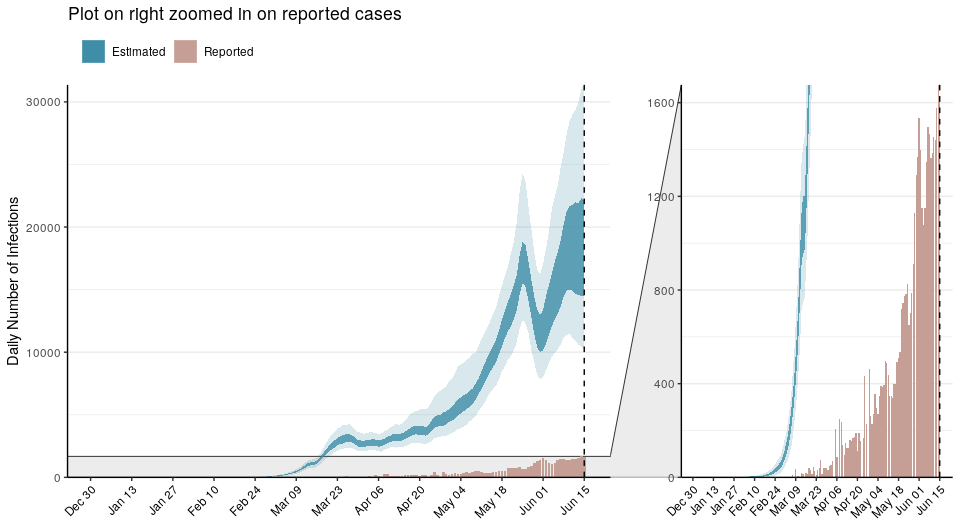 Plot on right zoomed in on reported cases
Estimated Reported
Daily Number of Infections
30000
20000
10000
0
Dec 30 Jan 13 Jan 27 Feb 10 Feb 24 Mar 09 Mar 23 Apr 06 Apr 20 May 04 May 18 Jun 01 Jun 15
1600
1200
800
400
0
Dec 30 Jan 13 Jan 27 Feb 10 Feb 24 Mar 09 Mar 23 Apr 06 Apr 20 May 04 May 18 Jun 01 Jun 15